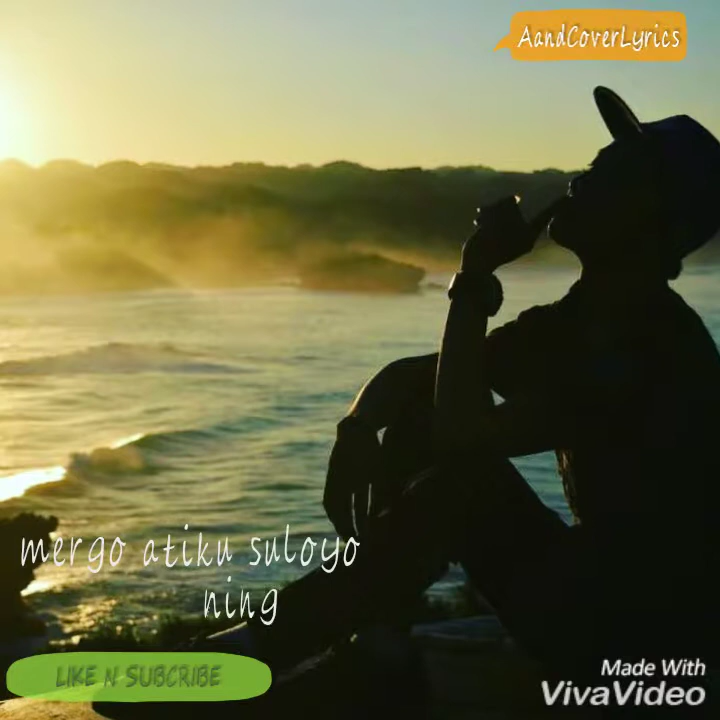 AandCoverLyrics
mergo atiku suloyo
ning
LIKE N SUBCRIBE
Made With
VivaVideo